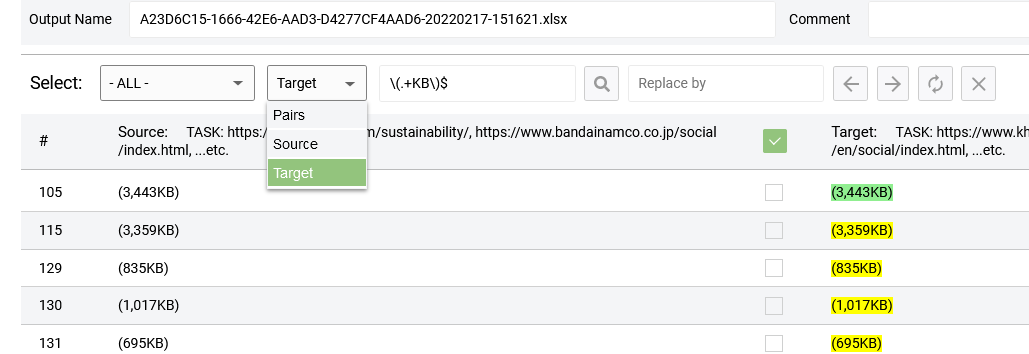 Output Name A23D6C15-1666-42E6-AAD3-D4277CF4AAD6-20220217-151621.xlsx Comment
Select: - ALL - Target \(.+KB\)$ Replace by
Pairs
Source
Target
# Source: TASK: https:/ m/sustainability/, https://www.bandainamco.co.jp/social Target: TASK: https://www.kh
/index.html, ...etc. /en/social/index.html, ...etc.
105 (3,443KB) (3,443KB)
115 (3,359KB) (3,359KB)
129 (835KB) (835KB)
130 (1,017KB) (1,017KB)
131 (695KB) (695KB)